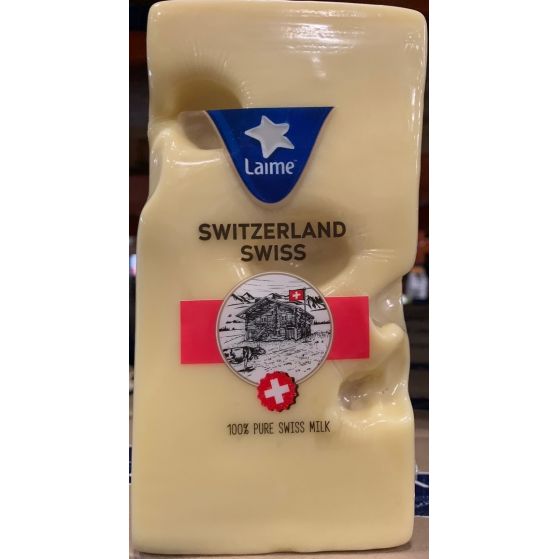 Laime
SWITZERLAND
SWISS
100% PURE SWISS MILK